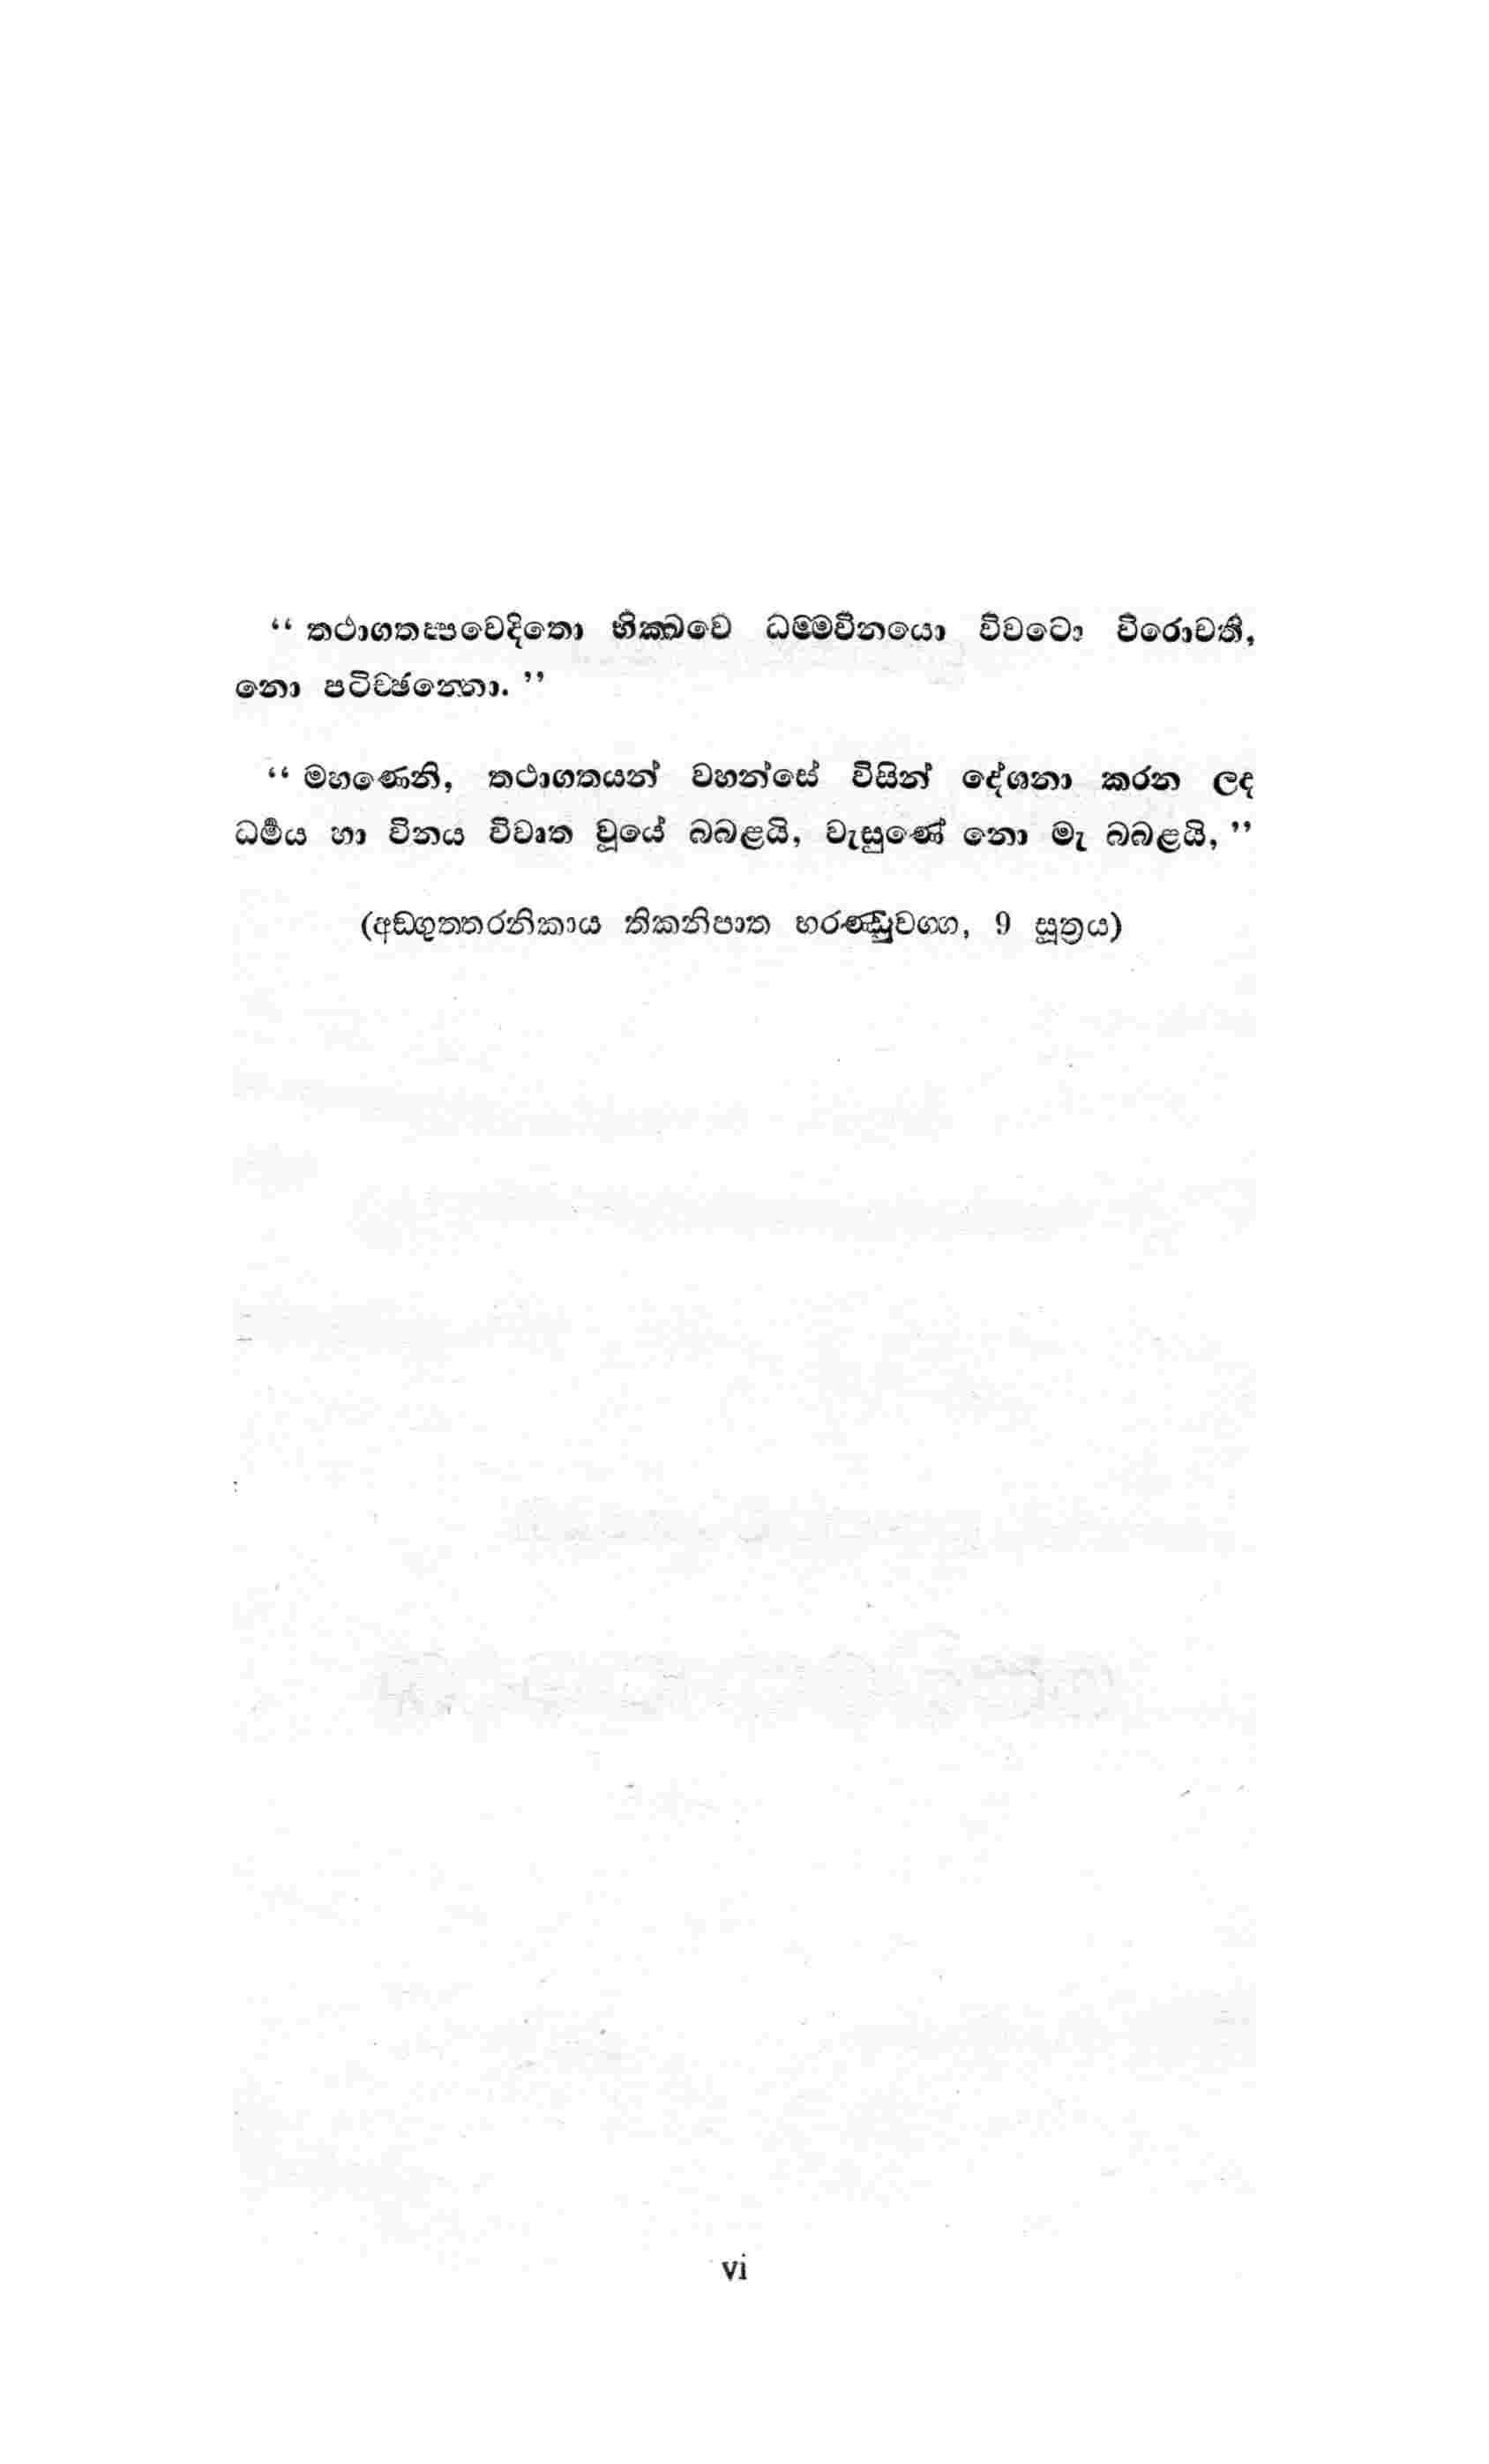 “ තථාගතප්‍පවෙදිතො භික්‍ඛවෙ ධම්‍මවිනයො විවටො විරොචති,
නො පටිච්‍ඡන්‍නො. ”
“ මහණෙනි, තථාගතයන් වහන්සේ විසින් දේශනා කරන ලද
ධර්‍මය හා විනය විවෘත වූයේ බබළයි, වැසුණේ නො මැ බබළයි, ”
(අඞ්ගුත්‍තරනිකාය තිකනිපාත භරණ්ඩුවග්‍ග, 9 සූත්‍රය)
vi